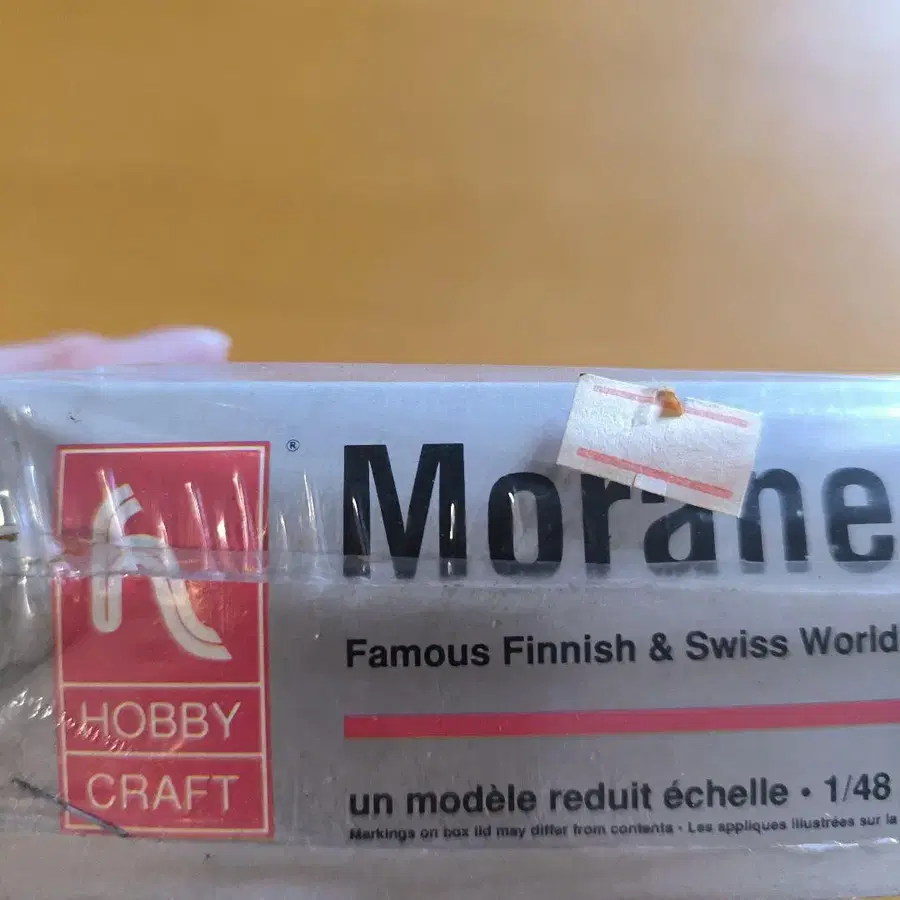 ®
Morane
Famous Finnish & Swiss World
HOBBY
CRAFT
un modèle reduit échelle • 1/48
Markings on box lid may differ from contents • Les appliques illustrées sur la